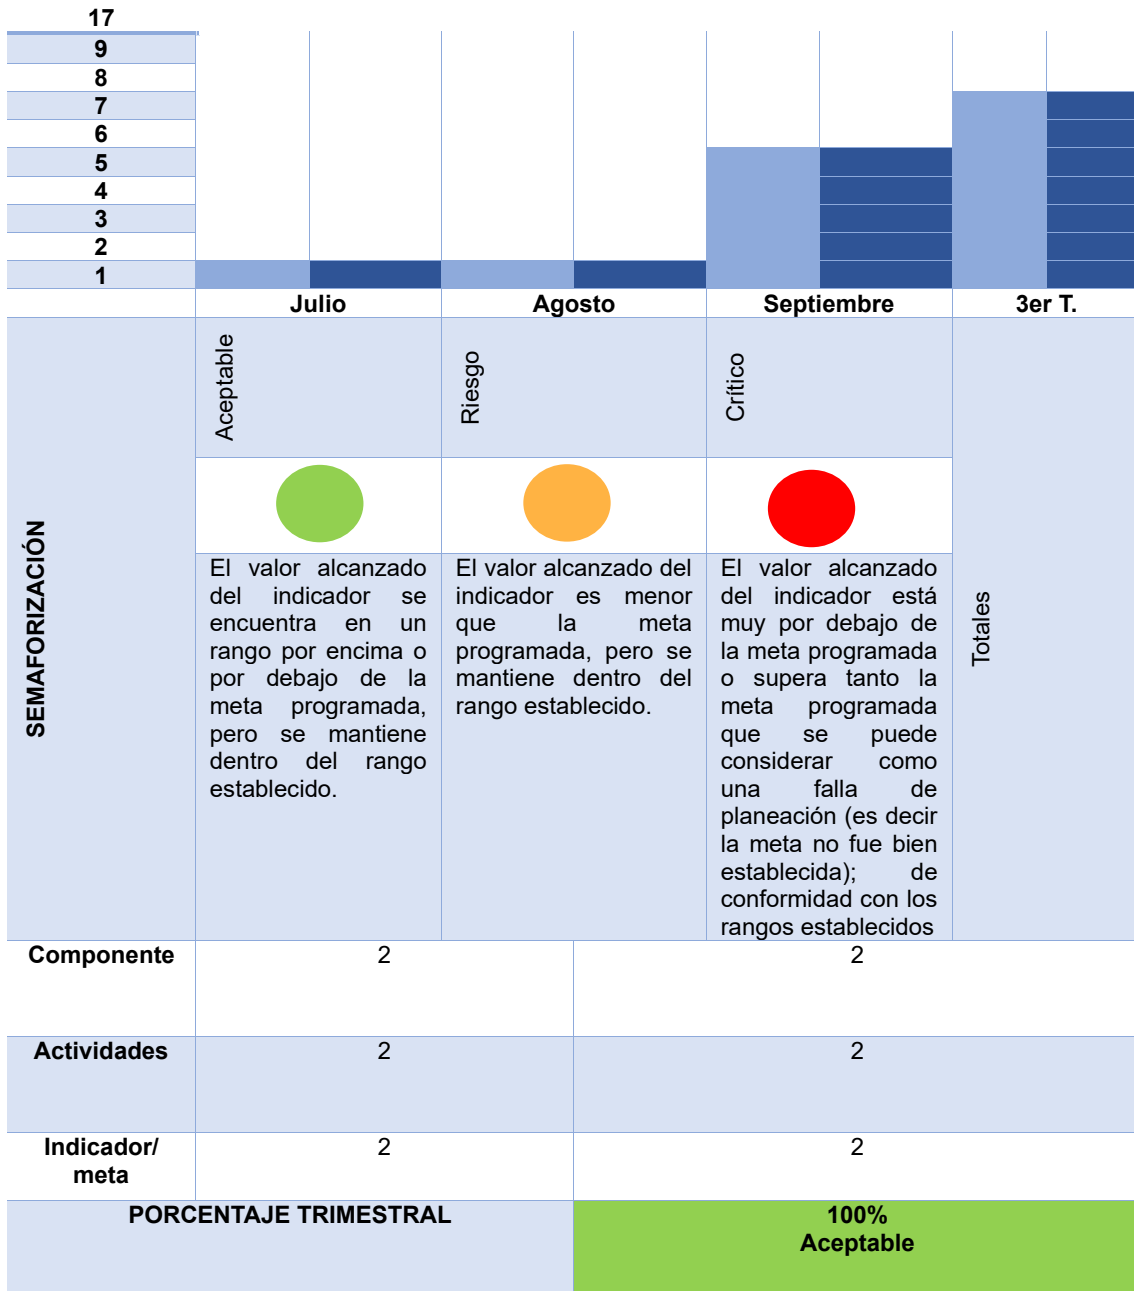 17
9
8
7
6
5
4
3
2
1
Julio Agosto Septiembre 3er T.
SEMAFORIZACIÓN
Aceptable
Riesgo
Crítico
El valor alcanzado
del indicador se
encuentra en un
rango por encima o
por debajo de la
meta programada,
pero se mantiene
dentro del rango
establecido.
El valor alcanzado del
indicador es menor
que la meta
programada, pero se
mantiene dentro del
rango establecido.
El valor alcanzado
del indicador está
muy por debajo de
la meta programada
o supera tanto la
meta programada
que se puede
considerar como
una falla de
planeación (es decir
la meta no fue bien
establecida); de
conformidad con los
rangos establecidos
Totales
Componente 2 2
Actividades 2 2
Indicador/
meta 2 2
PORCENTAJE TRIMESTRAL 100%
Aceptable